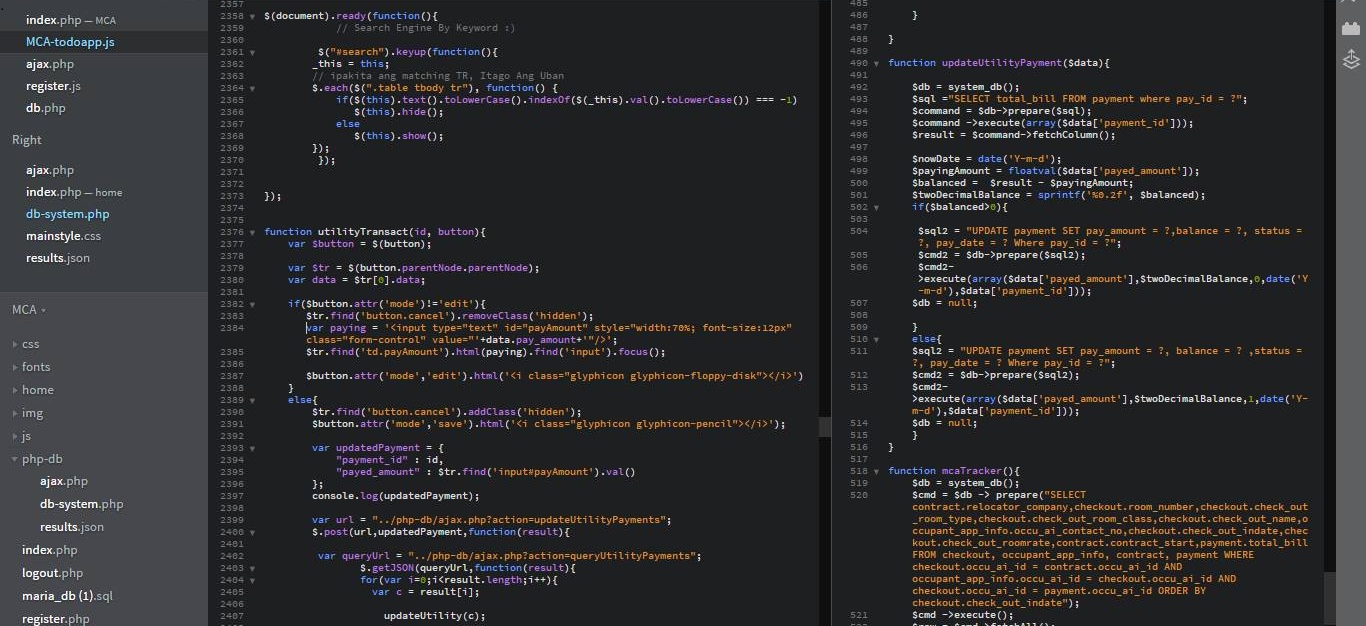 index.php — MCA
MCA-todoapp.js
ajax.php
register.js
db.php
Right
ajax.php
index.php — home
db-system.php
mainstyle.css
results.json
MCA
css
fonts
home
img
js
php-db
ajax.php
db-system.php
results.json
index.php
logout.php
maria_db (1).sql
register.php
2357
2358 $(document).ready(function(){
2359 // Search Engine By Keyword :)
2360
2361 $("#search").keyup(function(){
2362 _this = this;
2363 // ipakita ang matching TR, Itago Ang Uban
2364 $.each($(".table tbody tr"), function() {
2365 if($(this).text().toLowerCase().indexOf($(_this).val().toLowerCase()) === -1)
2366 $(this).hide();
2367 else
2368 $(this).show();
2369 });
2370 });
2371
2372
2373 });
2374
2375
2376 function utilityTransact(id, button){
2377 var $button = $(button);
2378
2379 var $tr = $(button.parentNode.parentNode);
2380 var data = $tr[0].data;
2381
2382 if($button.attr('mode')!='edit'){
2383 $tr.find('button.cancel').removeClass('hidden');
2384 var paying = '<input type="text" id="payAmount" style="width:70%; font-size:12px"
class="form-control" value="'+data.pay_amount+'"/>';
2385 $tr.find('td.payAmount').html(paying).find('input').focus();
2386
2387 $button.attr('mode','edit').html('<i class="glyphicon glyphicon-floppy-disk"></i>')
2388 }
2389 else{
2390 $tr.find('button.cancel').addClass('hidden');
2391 $button.attr('mode','save').html('<i class="glyphicon glyphicon-pencil"></i>');
2392
2393 var updatedPayment = {
2394 "payment_id" : id,
2395 "payed_amount" : $tr.find('input#payAmount').val()
2396 };
2397 console.log(updatedPayment);
2398
2399 var url = "../php-db/ajax.php?action=updateUtilityPayments";
2400 $.post(url,updatedPayment,function(result){
2401
2402 var queryUrl = "../php-db/ajax.php?action=queryUtilityPayments";
2403 $.getJSON(queryUrl,function(result){
2404 for(var i=0;i<result.length;i++){
2405 var c = result[i];
2406
2407 updateUtility(c);
485
486 }
487
488 }
489
490 function updateUtilityPayment($data){
491
492 $db = system_db();
493 $sql ="SELECT total_bill FROM payment where pay_id = ?";
494 $command = $db->prepare($sql);
495 $command ->execute(array($data['payment_id']));
496 $result = $command->fetchColumn();
497
498 $nowDate = date('Y-m-d');
499 $payingAmount = floatval($data['payed_amount']);
500 $balanced = $result - $payingAmount;
501 $twoDecimalBalance = sprintf('%0.2f', $balanced);
502 if($balanced>0){
503
504 $sql2 = "UPDATE payment SET pay_amount = ?,balance = ?, status =
?, pay_date = ? Where pay_id = ?";
505 $cmd2 = $db->prepare($sql2);
506 $cmd2-
>execute(array($data['payed_amount'],$twoDecimalBalance,0,date('Y
-m-d'),$data['payment_id']));
507 $db = null;
508
509 }
510 else{
511 $sql2 = "UPDATE payment SET pay_amount = ?, balance = ? ,status =
?, pay_date = ? Where pay_id = ?";
512 $cmd2 = $db->prepare($sql2);
513 $cmd2-
>execute(array($data['payed_amount'],$twoDecimalBalance,1,date('Y-
m-d'),$data['payment_id']));
514 $db = null;
515 }
516 }
517
518 function mcaTracker(){
519 $db = system_db();
520 $cmd = $db -> prepare("SELECT
contract.relocator_company,checkout.room_number,checkout.check_out
_room_type,checkout.check_out_room_class,checkout.check_out_name,o
ccupant_app_info.occu_ai_contact_no,checkout.check_out_indate,chec
kout.check_out_roomrate,contract.contract_start,payment.total_bill
FROM checkout, occupant_app_info, contract, payment WHERE
checkout.occu_ai_id = contract.occu_ai_id AND
occupant_app_info.occu_ai_id = checkout.occu_ai_id AND
checkout.occu_ai_id = payment.occu_ai_id ORDER BY
checkout.check_out_indate");
521 $cmd ->execute();